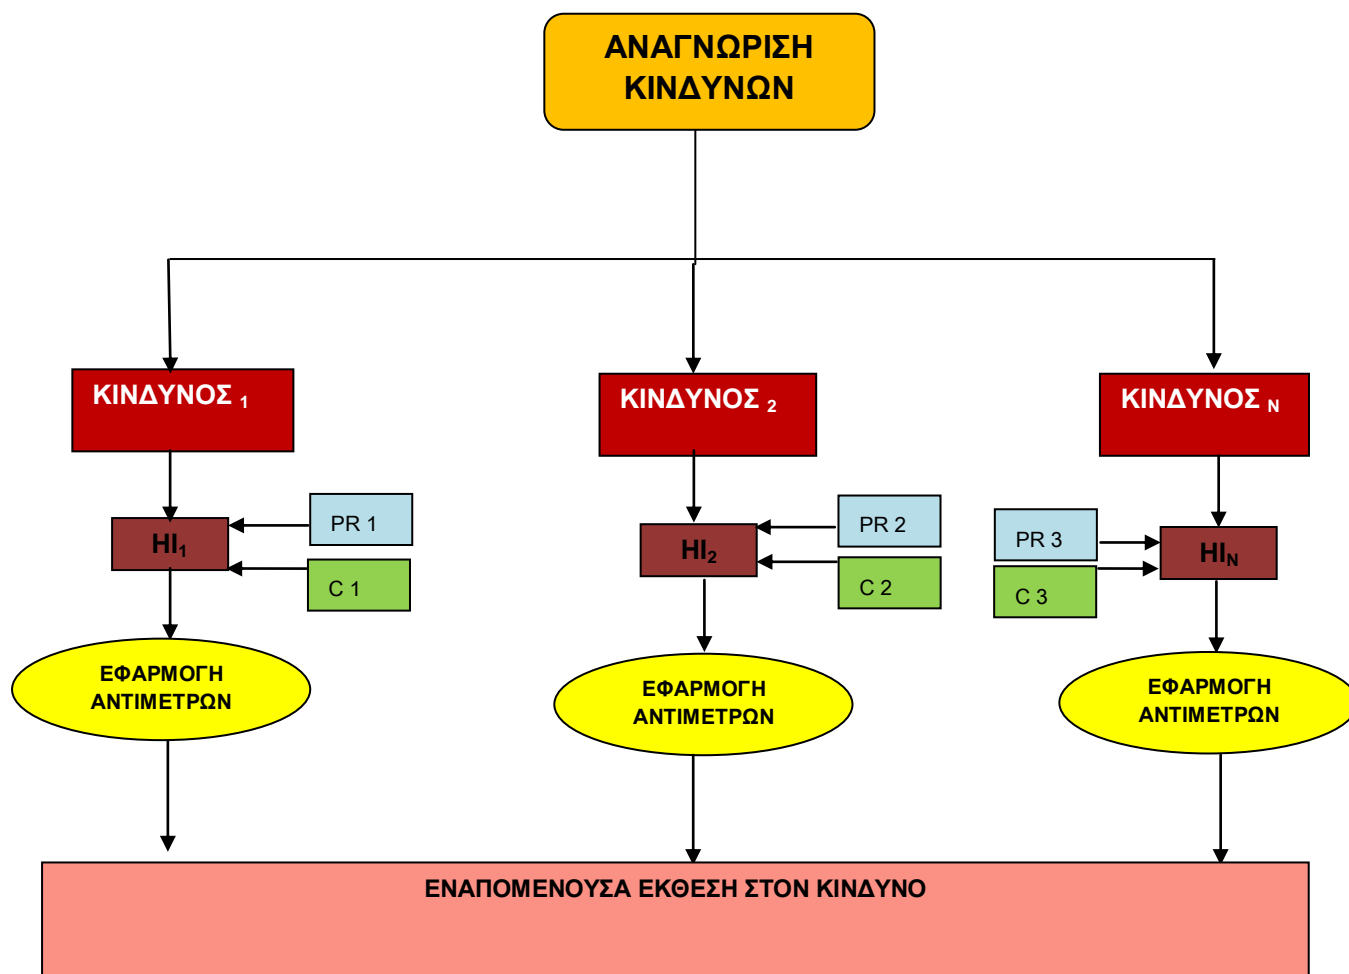 ΑΝΑΓΝΩΡΙΣΗ
ΚΙΝΔΥΝΩΝ
ΚΙΝΔΥΝΟΣ 1
ΚΙΝΔΥΝΟΣ 2
ΚΙΝΔΥΝΟΣ Ν
PR 1
HI1
C 1
PR 2
HI2
C 2
PR 3
HIN
C 3
ΕΦΑΡΜΟΓΗ
ΑΝΤΙΜΕΤΡΩΝ
ΕΦΑΡΜΟΓΗ
ΑΝΤΙΜΕΤΡΩΝ
ΕΦΑΡΜΟΓΗ
ΑΝΤΙΜΕΤΡΩΝ
ΕΝΑΠΟΜΕΝΟΥΣΑ ΕΚΘΕΣΗ ΣΤΟΝ ΚΙΝΔΥΝΟ